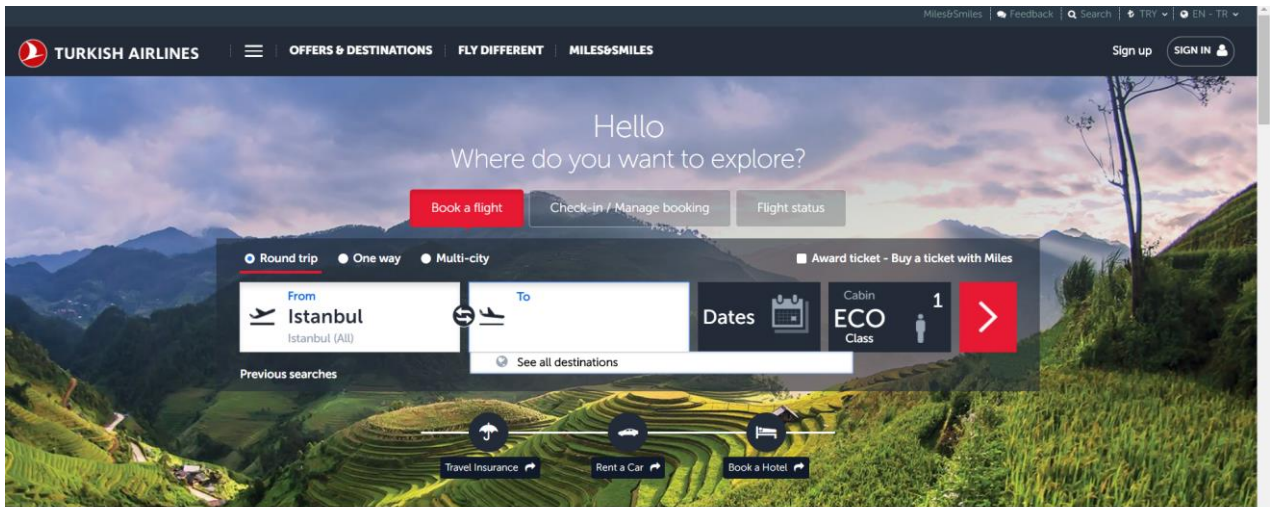 Miles&Smiles Feedback Search TRY EN - TR
TURKISH AIRLINES OFFERS & DESTINATIONS FLY DIFFERENT MILES&SMILES Sign up SIGN IN
Hello
Where do you want to explore?
Book a flight Check-in / Manage booking Flight status
Round trip One way Multi-city Award ticket - Buy a ticket with Miles
From To Cabin 1
Istanbul Dates ECO
Istanbul (All) Class
See all destinations
Previous searches
Travel Insurance Rent a Car Book a Hotel